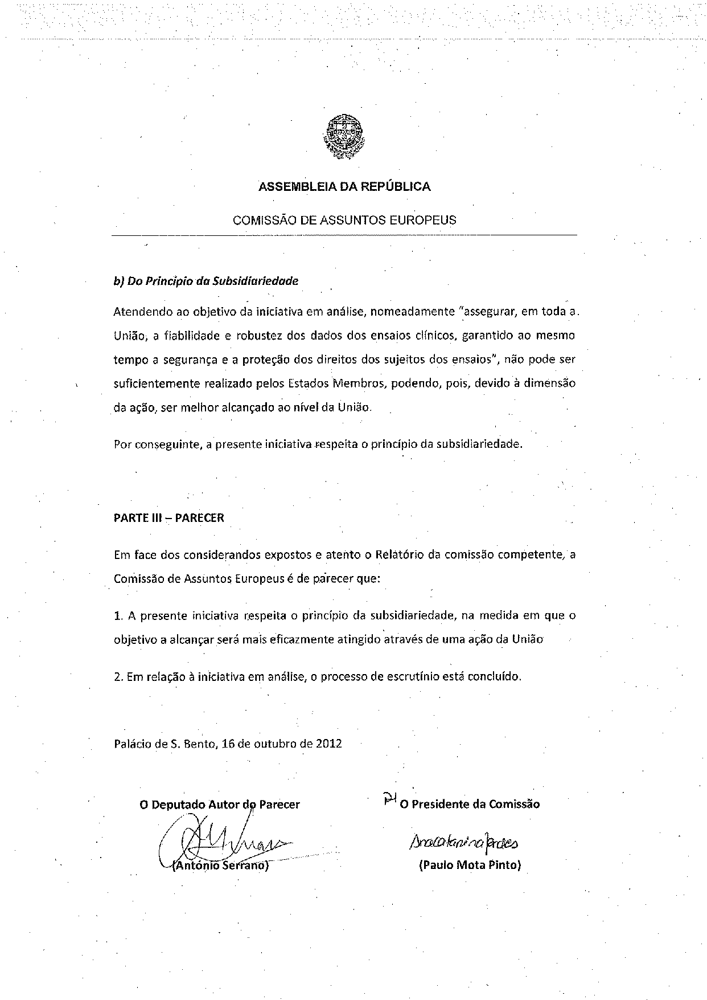 ASSEMBLEIA DA REPÚBLICA
COMISSÃO DE ASSUNTOS EUROPEUS
b) Do Princípio da Subsidiariedade
Atendendo ao objetivo da iniciativa em análise, nomeadamente "assegurar, em toda a
União, a fiabilidade e robustez dos dados dos ensaios clínicos, garantido ao mesmo
tempo a segurança e a proteção dos direitos dos sujeitos dos ensaios", não pode ser
suficientemente realizado pelos Estados Membros, podendo, pois, devido à dimensão
da ação, ser melhor alcançado ao nível da União.
Por conseguinte, a presente iniciativa respeita o princípio da subsidiariedade.
PARTE III – PARECER
Em face dos considerandos expostos e atento o Relatório da comissão competente, a
Comissão de Assuntos Europeus é de parecer que:
1. A presente iniciativa respeita o princípio da subsidiariedade, na medida em que o
objetivo a alcançar será mais eficazmente atingido através de uma ação da União
2. Em relação à iniciativa em análise, o processo de escrutínio está concluído.
Palácio de S. Bento, 16 de outubro de 2012
O Deputado Autor do Parecer
O Presidente da Comissão
(António Serrano)
(Paulo Mota Pinto)